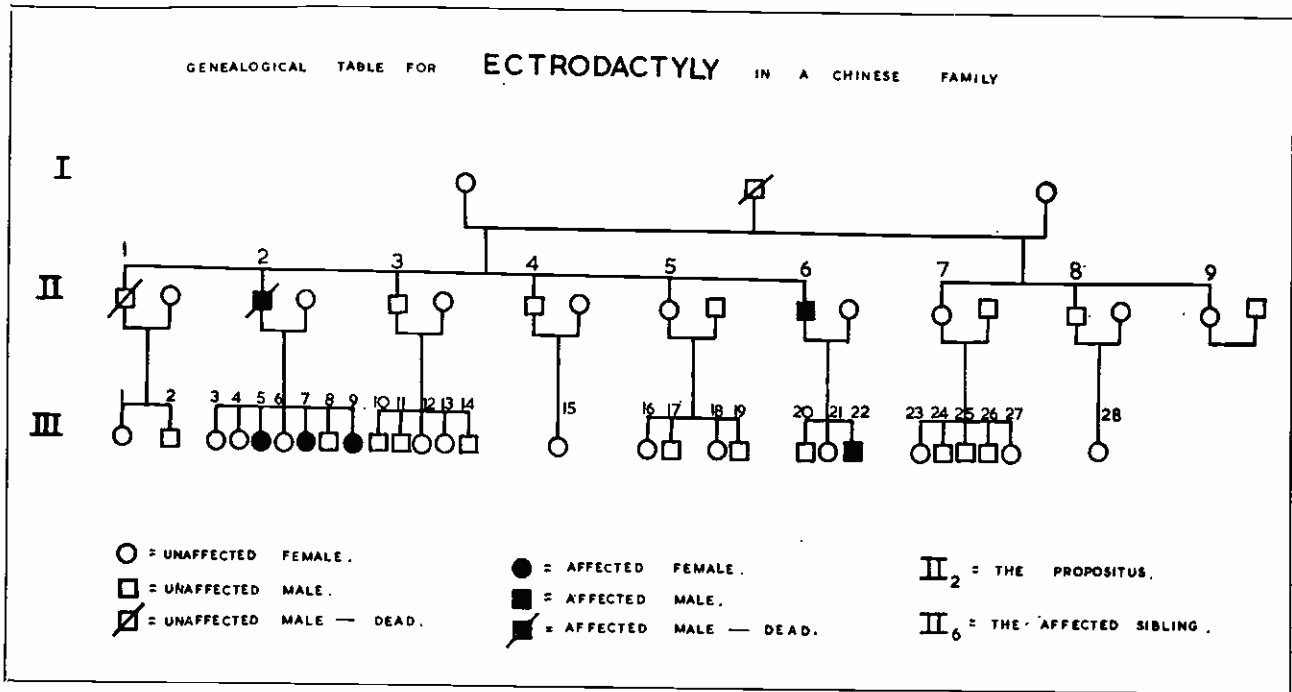 GENEALOGICAL TABLE FOR ECTRODACTYLY IN A CHINESE FAMILY
I
1 2 3 4 5 6 7 8 9
II
1 2 3 4 5 6 7 8 9 10 11 12 13 14 15 16 17 18 19 20 21 22 23 24 25 26 27 28
III
= UNAFFECTED FEMALE.
= UNAFFECTED MALE.
= UNAFFECTED MALE — DEAD.
= AFFECTED FEMALE.
= AFFECTED MALE.
= AFFECTED MALE — DEAD.
II2 = THE PROPOSITUS.
II6 = THE AFFECTED SIBLING.